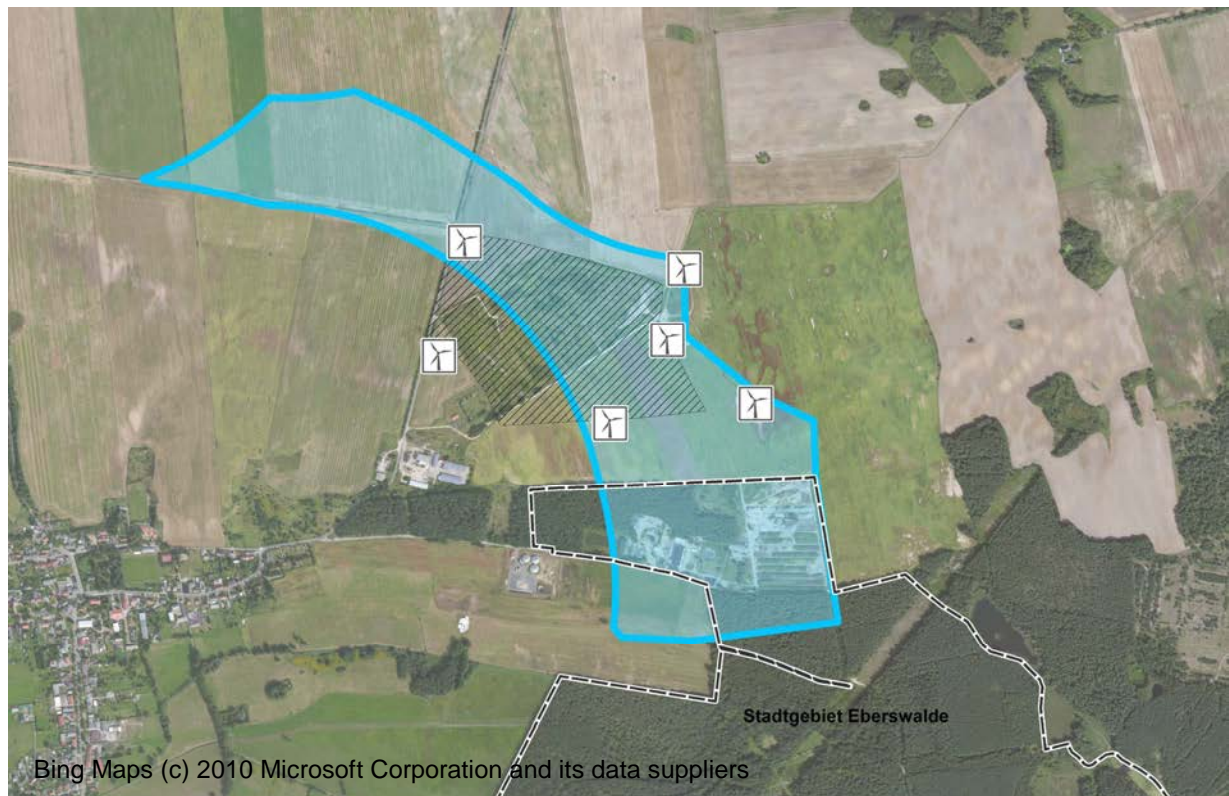 Stadtgebiet Eberswalde
Bing Maps (c) 2010 Microsoft Corporation and its data suppliers